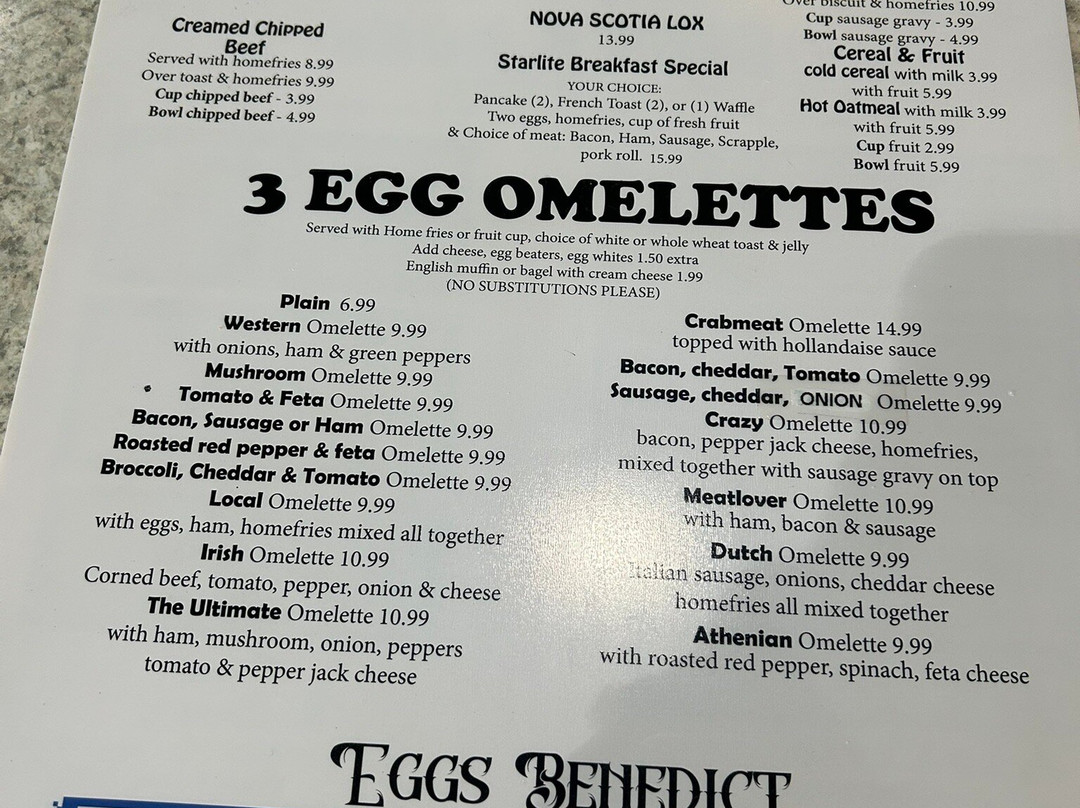 Creamed Chipped
Beef
Served with homefries 8.99
Over toast & homefries 9.99
Cup chipped beef - 3.99
Bowl chipped beef - 4.99
NOVA SCOTIA LOX
13.99
Starlite Breakfast Special
YOUR CHOICE:
Pancake (2), French Toast (2), or (1) Waffle
Two eggs, homefries, cup of fresh fruit
& Choice of meat: Bacon, Ham, Sausage, Scrapple,
pork roll. 15.99
Over biscuit & homefries 10.99
Cup sausage gravy - 3.99
Bowl sausage gravy - 4.99
Cereal & Fruit
cold cereal with milk 3.99
with fruit 5.99
Hot Oatmeal with milk 3.99
with fruit 5.99
Cup fruit 2.99
Bowl fruit 5.99
3 EGG OMELETTES
Served with Home fries or fruit cup, choice of white or whole wheat toast & jelly
Add cheese, egg beaters, egg whites 1.50 extra
English muffin or bagel with cream cheese 1.99
(NO SUBSTITUTIONS PLEASE)
Plain 6.99
Western Omelette 9.99
with onions, ham & green peppers
Mushroom Omelette 9.99
Tomato & Feta Omelette 9.99
Bacon, Sausage or Ham Omelette 9.99
Roasted red pepper & feta Omelette 9.99
Broccoli, Cheddar & Tomato Omelette 9.99
Local Omelette 9.99
with eggs, ham, homefries mixed all together
Irish Omelette 10.99
Corned beef, tomato, pepper, onion & cheese
The Ultimate Omelette 10.99
with ham, mushroom, onion, peppers
tomato & pepper jack cheese
Crabmeat Omelette 14.99
topped with hollandaise sauce
Bacon, cheddar, Tomato Omelette 9.99
Sausage, cheddar, ONION Omelette 9.99
Crazy Omelette 10.99
bacon, pepper jack cheese, homefries,
mixed together with sausage gravy on top
Meatlover Omelette 10.99
with ham, bacon & sausage
Dutch Omelette 9.99
Italian sausage, onions, cheddar cheese
homefries all mixed together
Athenian Omelette 9.99
with roasted red pepper, spinach, feta cheese
EGGS BENEDICT